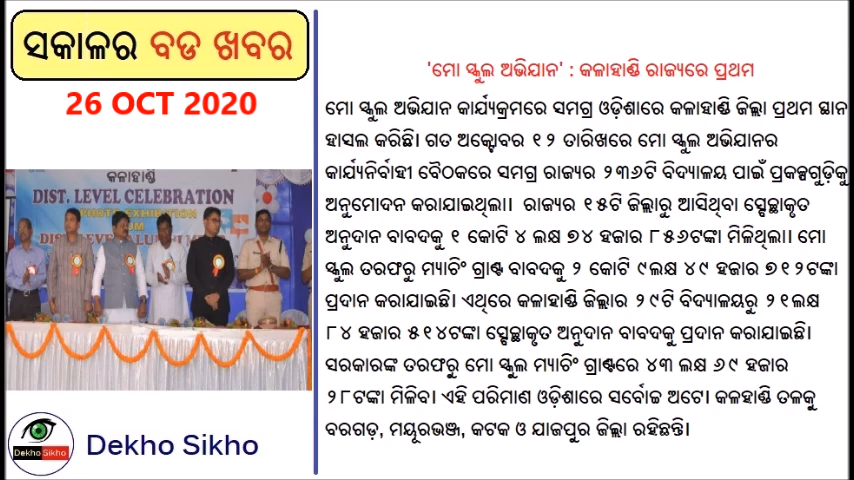 ସକାଳର ବଡ ଖବର
26 OCT 2020
କଳାହାଣ୍ଡି
DIST. LEVEL CELEBRATION
EXHIBITION
Dekho Sikho
Dekho Sikho
'ମୋ ସ୍କୁଲ ଅଭିଯାନ' : କଳାହାଣ୍ଡି ରାଜ୍ୟରେ ପ୍ରଥମ
ମୋ ସ୍କୁଲ ଅଭିଯାନ କାର୍ଯ୍ୟକ୍ରମରେ ସମଗ୍ର ଓଡ଼ିଶାରେ କଳାହାଣ୍ଡି ଜିଲ୍ଲା ପ୍ରଥମ ସ୍ଥାନ
ହାସଲ କରିଛି। ଗତ ଅକ୍ଟୋବର ୧୨ ତାରିଖରେ ମୋ ସ୍କୁଲ ଅଭିଯାନର
କାର୍ଯ୍ୟନିର୍ବାହୀ ବୈଠକରେ ସମଗ୍ର ରାଜ୍ୟର ୨୩୬ଟି ବିଦ୍ୟାଳୟ ପାଇଁ ପ୍ରକଳ୍ପଗୁଡ଼ିକୁ
ଅନୁମୋଦନ କରାଯାଇଥିଲା। ରାଜ୍ୟର ୧୫ଟି ଜିଲ୍ଲାରୁ ଆସିଥିବା ସ୍ବେଚ୍ଛାକୃତ
ଅନୁଦାନ ବାବଦକୁ ୧ କୋଟି ୪ ଲକ୍ଷ ୭୪ ହଜାର ୮୫୬ଟଙ୍କା ମିଳିଥିଲା। ମୋ
ସ୍କୁଲ ତରଫରୁ ମ୍ୟାଚିଂ ଗ୍ରାଣ୍ଟ ବାବଦକୁ ୨ କୋଟି ୯ଲକ୍ଷ ୪୯ ହଜାର ୭୧୨ଟଙ୍କା
ପ୍ରଦାନ କରାଯାଇଛି। ଏଥିରେ କଳାହାଣ୍ଡି ଜିଲ୍ଲାର ୨୯ଟି ବିଦ୍ୟାଳୟରୁ ୨୧ଲକ୍ଷ
୮୪ ହଜାର ୫୧୪ଟଙ୍କା ସ୍ବେଚ୍ଛାକୃତ ଅନୁଦାନ ବାବଦକୁ ପ୍ରଦାନ କରାଯାଇଛି।
ସରକାରଙ୍କ ତରଫରୁ ମୋ ସ୍କୁଲ ମ୍ୟାଚିଂ ଗ୍ରାଣ୍ଟରେ ୪୩ ଲକ୍ଷ ୬୯ ହଜାର
୨୮ଟଙ୍କା ମିଳିବ। ଏହି ପରିମାଣ ଓଡ଼ିଶାରେ ସର୍ବୋଚ୍ଚ ଅଟେ। କଳହାଣ୍ଡି ତଳକୁ
ବରଗଡ଼, ମୟୂରଭଞ୍ଜ, କଟକ ଓ ଯାଜପୁର ଜିଲ୍ଲା ରହିଛନ୍ତି।